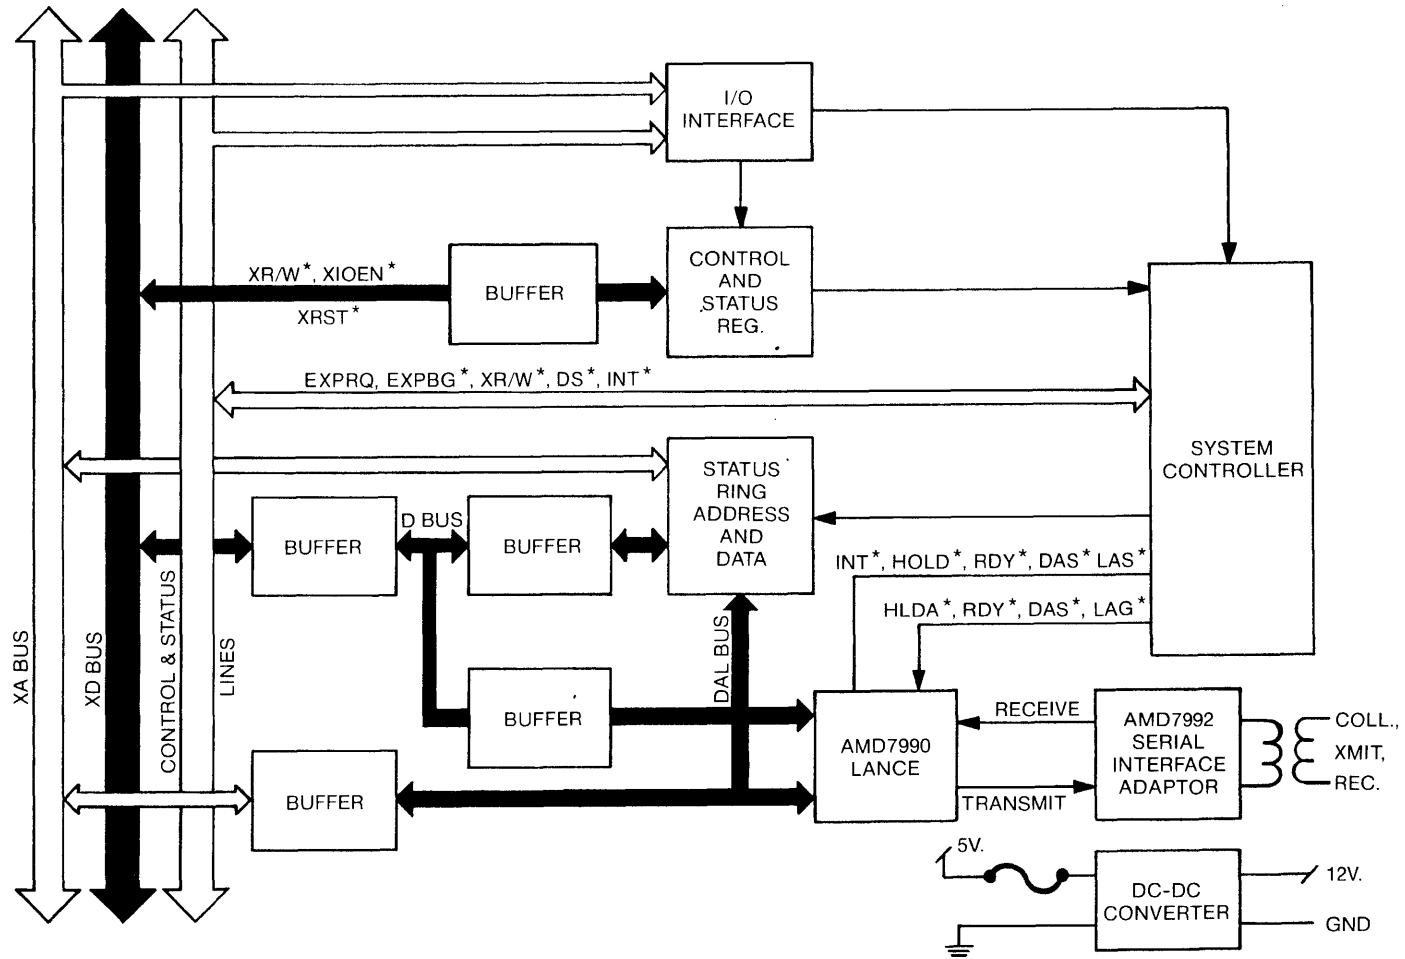 I/O
INTERFACE
XR/W*, XIOEN*
XRST*
BUFFER
CONTROL
AND
STATUS
REG.
EXPRQ, EXPBG*, XR/W*, DS*, INT*
SYSTEM
CONTROLLER
STATUS
RING
ADDRESS
AND
DATA
D BUS
BUFFER
BUFFER
INT*, HOLD*, RDY*, DAS* LAS*
HLDA*, RDY*, DAS*, LAG*
XA BUS
XD BUS
CONTROL & STATUS
LINES
DAL BUS
BUFFER
BUFFER
AMD7990
LANCE
RECEIVE
TRANSMIT
AMD7992
SERIAL
INTERFACE
ADAPTOR
COLL.,
XMIT,
REC.
5V.
DC-DC
CONVERTER
12V.
GND